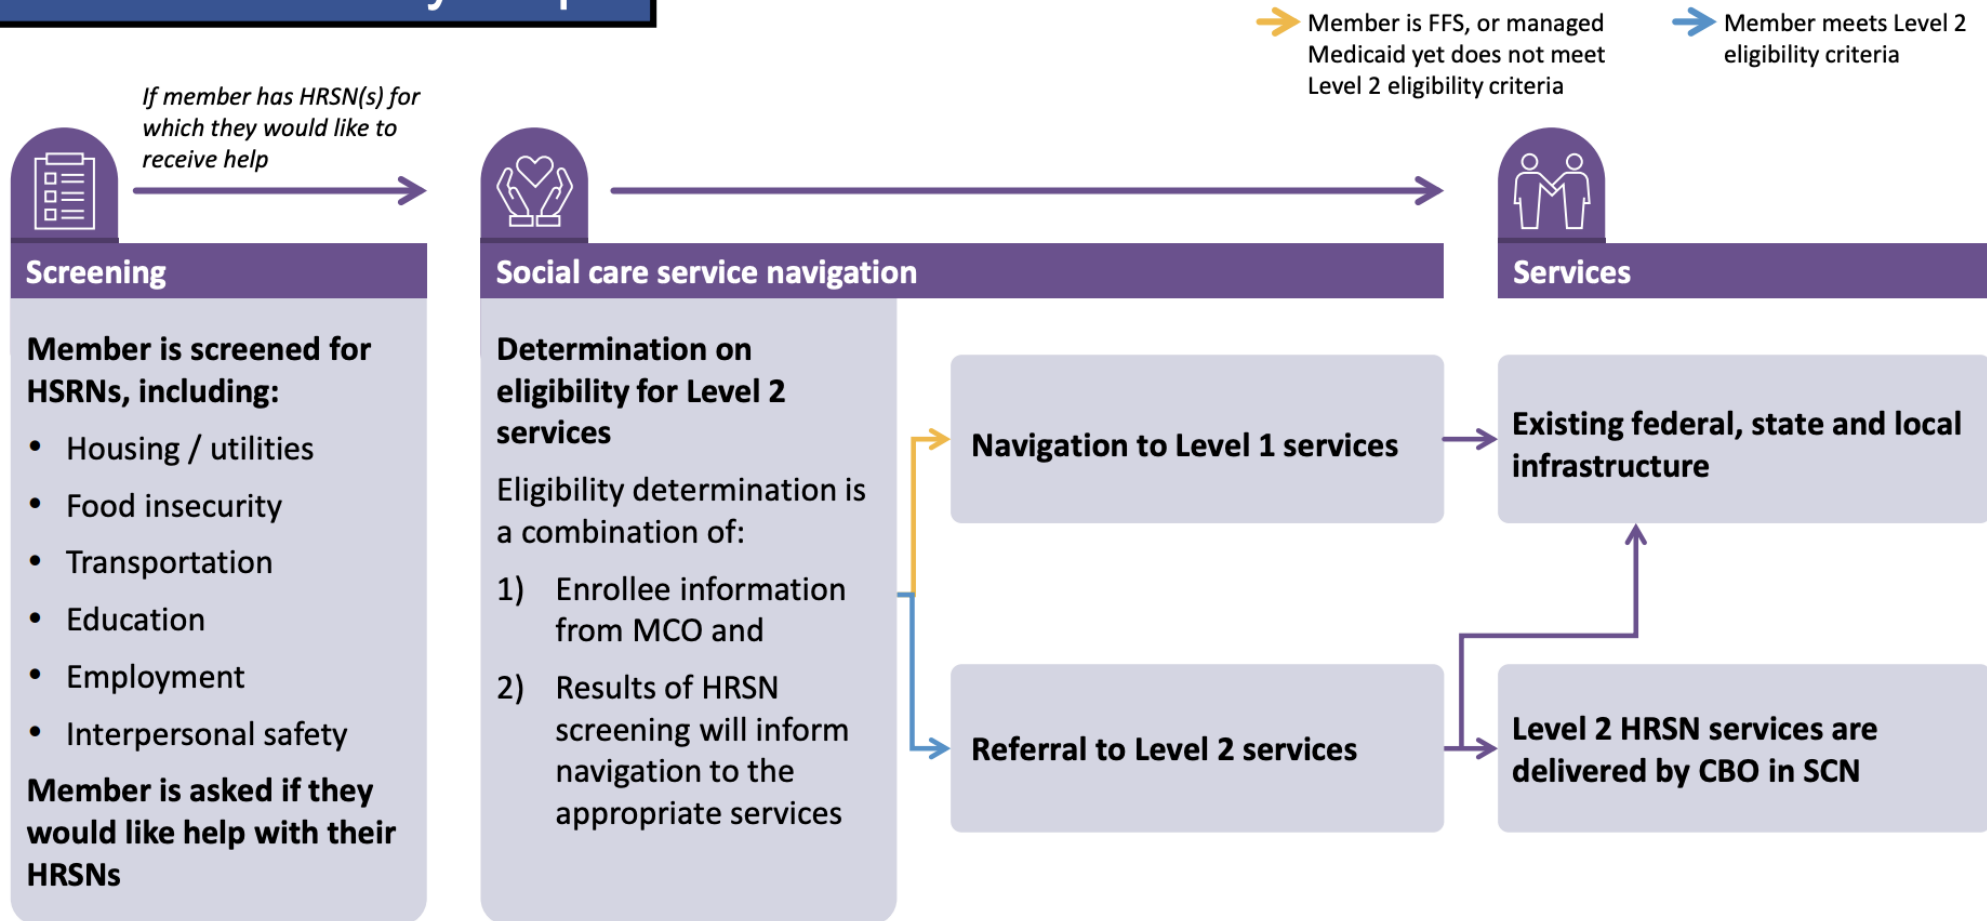 Member is FFS, or managed
Medicaid yet does not meet
Level 2 eligibility criteria
Member meets Level 2
eligibility criteria
If member has HRSN(s) for
which they would like to
receive help
Screening
Member is screened for
HSRNs, including:
• Housing / utilities
• Food insecurity
• Transportation
• Education
• Employment
• Interpersonal safety
Member is asked if they
would like help with their
HRSNs
Social care service navigation
Determination on
eligibility for Level 2
services
Eligibility determination is
a combination of:
1) Enrollee information
from MCO and
2) Results of HRSN
screening will inform
navigation to the
appropriate services
Navigation to Level 1 services
Referral to Level 2 services
Services
Existing federal, state and local
infrastructure
Level 2 HRSN services are
delivered by CBO in SCN